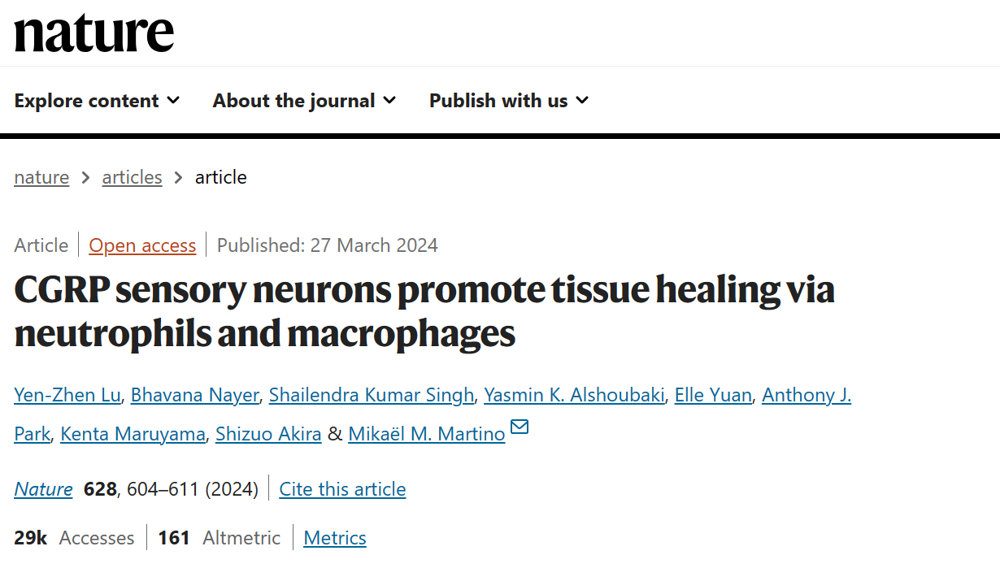 nature
Explore content About the journal Publish with us
nature > articles > article
Article Open access Published: 27 March 2024
CGRP sensory neurons promote tissue healing via
neutrophils and macrophages
Yen-Zhen Lu, Bhavana Nayer, Shailendra Kumar Singh, Yasmin K. Alshoubaki, Elle Yuan, Anthony J.
Park, Kenta Maruyama, Shizuo Akira & Mikaël M. Martino
Nature 628, 604–611 (2024) Cite this article
29k Accesses 161 Altmetric Metrics